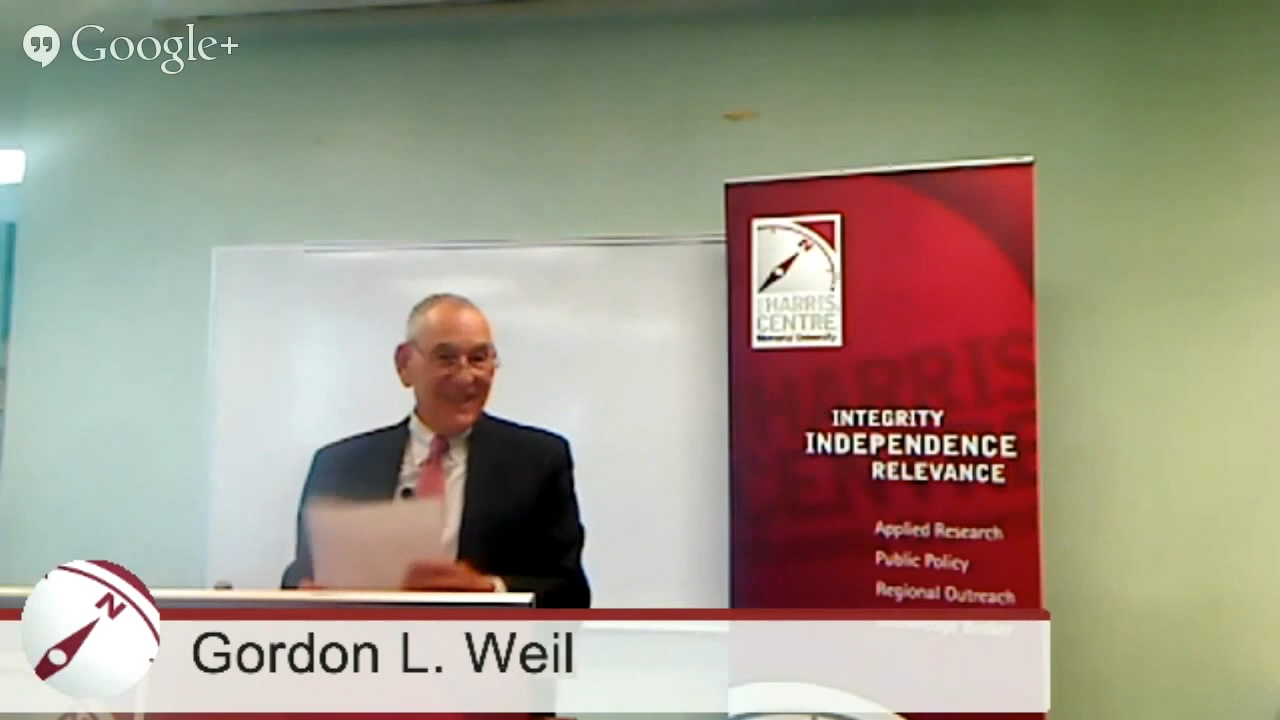 Google+
N
THE HARRIS
CENTRE
Memorial University
INTEGRITY
INDEPENDENCE
RELEVANCE
Applied Research
Public Policy
Regional Outreach
N
Gordon L. Weil